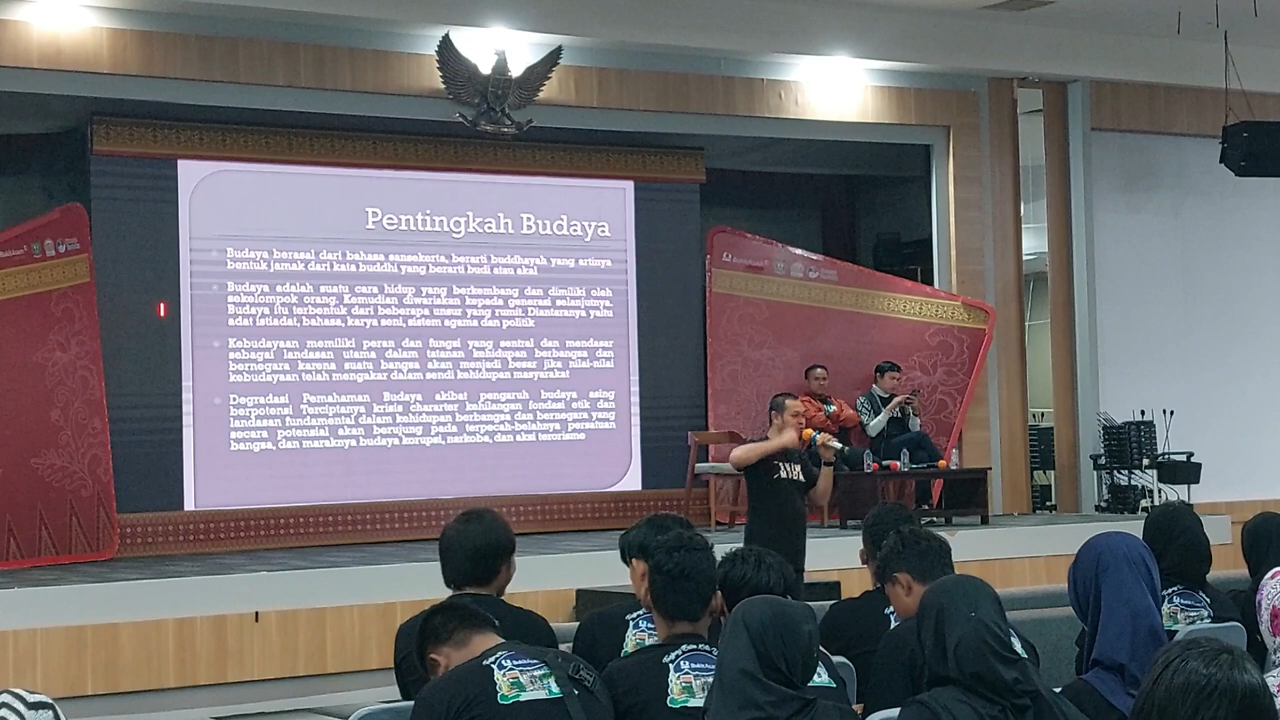 Pentingkah Budaya
Budaya berasal dari bahasa sansekerta, berarti buddhayah yang artinya
bentuk jamak dari kata buddhi yang berarti budi atau akal
Budaya adalah suatu cara hidup yang berkembang dan dimiliki oleh
sekelompok orang. Kemudian diwariskan kepada generasi selanjutnya.
Budaya itu terbentuk dari beberapa unsur yang rumit. Diantaranya yaitu
adat istiadat, bahasa, karya seni, sistem agama dan politik
Kebudayaan memiliki peran dan fungsi yang sentral dan mendasar
sebagai landasan utama dalam tatanan kehidupan berbangsa dan
bernegara karena suatu bangsa akan menjadi besar jika nilai-nilai
kebudayaan telah mengakar dalam sendi kehidupan masyarakat
Degradasi Pemahaman Budaya akibat pengaruh budaya asing
berpotensi Terciptanya krisis chararter kehilangan fondasi etik dan
landasan fundamental dalam kehidupan berbangsa dan bernegara yang
secara potensial akan berujung pada terpecah-belahnya persatuan
bangsa, dan maraknya budaya korupsi, narkoba, dan aksi terorisme
BukitAsam
BukitAsam
BukitAsam
BukitAsam